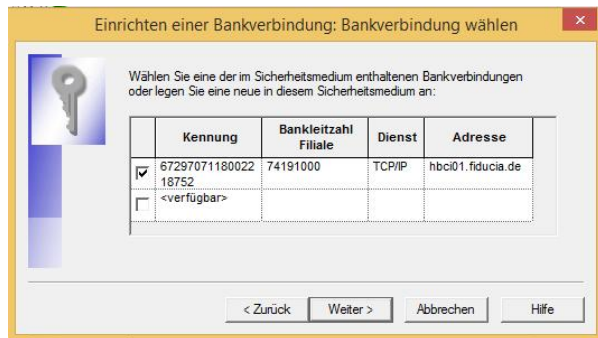 Einrichten einer Bankverbindung: Bankverbindung wählen
Wählen Sie eine der im Sicherheitsmedium enthaltenen Bankverbindungen
oder legen Sie eine neue in diesem Sicherheitsmedium an:
Kennung Bankleitzahl Filiale Dienst Adresse
67297071180022 74191000 TCP/IP hbci01.fiducia.de
18752
<verfügbar>
< Zurück Weiter > Abbrechen Hilfe